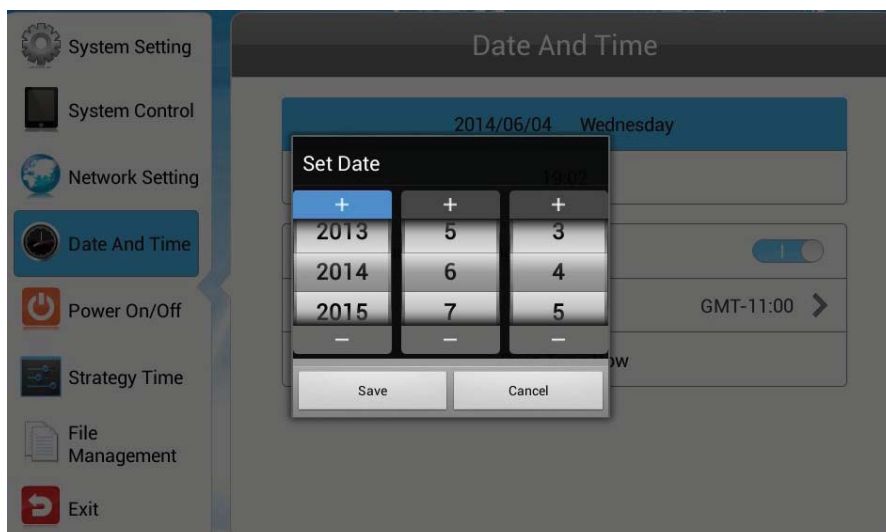 System Setting
System Control
Network Setting
Date And Time
Power On/Off
Strategy Time
File
Management
Exit
Date And Time
2014/06/04 Wednesday
19:02
Set Date
+ + +
2013 5 3
2014 6 4
2015 7 5
− − −
Save Cancel
GMT-11:00